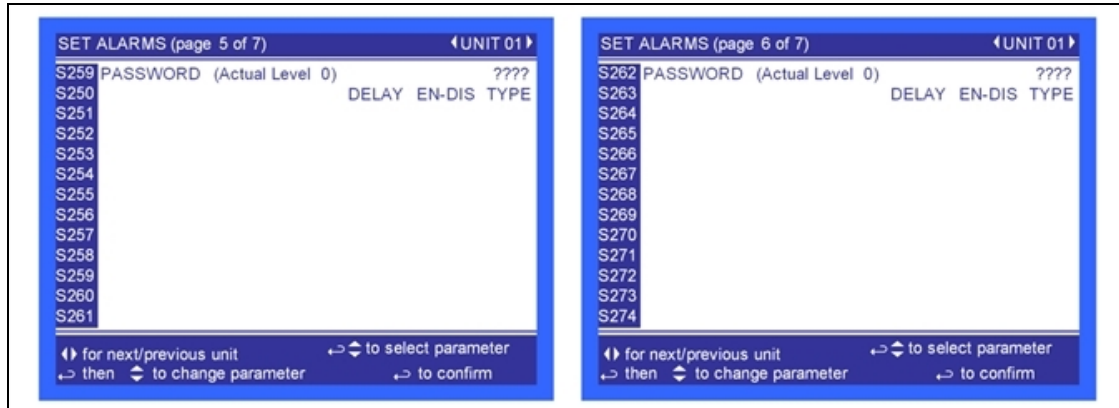 SET ALARMS (page 5 of 7) UNIT 01
S259 PASSWORD (Actual Level 0) ????
S250 DELAY EN-DIS TYPE
S251
S252
S253
S254
S255
S256
S257
S258
S259
S260
S261
for next/previous unit to select parameter
then to change parameter to confirm
SET ALARMS (page 6 of 7) UNIT 01
S262 PASSWORD (Actual Level 0) ????
S263 DELAY EN-DIS TYPE
S264
S265
S266
S267
S268
S269
S270
S271
S272
S273
S274
for next/previous unit to select parameter
then to change parameter to confirm